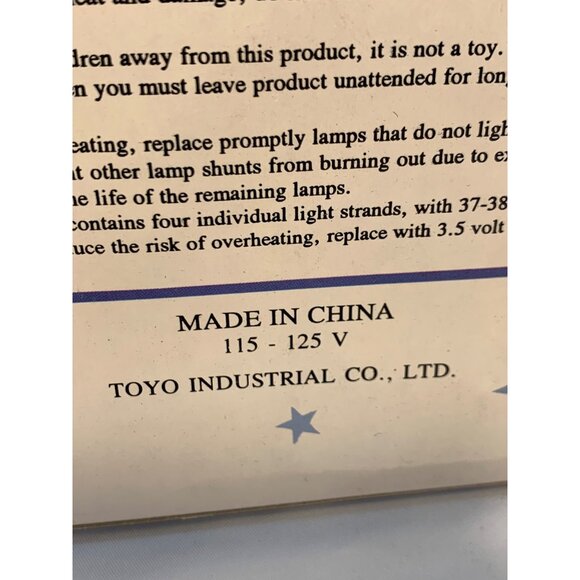 dren away from this product, it is not a toy.
n you must leave product unattended for lon
eating, replace promptly lamps that do not ligh
t other lamp shunts from burning out due to e
e life of the remaining lamps.
contains four individual light strands, with 37-38
uce the risk of overheating, replace with 3.5 volt
MADE IN CHINA
115 - 125 V
TOYO INDUSTRIAL CO., LTD.